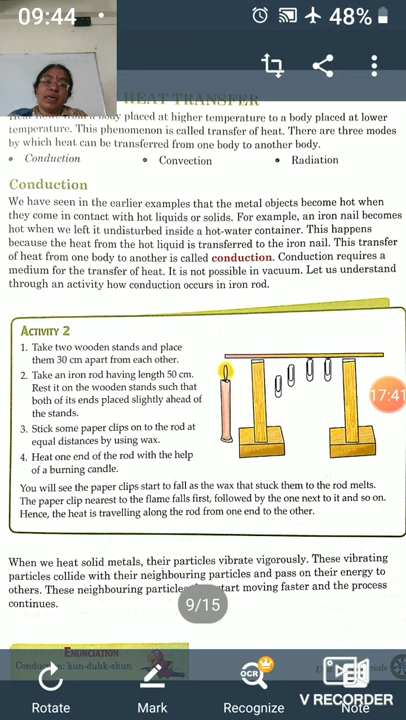 09:44
48%
HEAT TRANSFER
Heat flows from a body placed at higher temperature to a body placed at lower
temperature. This phenomenon is called transfer of heat. There are three modes
by which heat can be transferred from one body to another body.
• Conduction • Convection • Radiation
Conduction
We have seen in the earlier examples that the metal objects become hot when
they come in contact with hot liquids or solids. For example, an iron nail becomes
hot when we left it undisturbed inside a hot-water container. This happens
because the heat from the hot liquid is transferred to the iron nail. This transfer
of heat from one body to another is called conduction. Conduction requires a
medium for the transfer of heat. It is not possible in vacuum. Let us understand
through an activity how conduction occurs in iron rod.
ACTIVITY 2
1. Take two wooden stands and place
them 30 cm apart from each other.
2. Take an iron rod having length 50 cm.
Rest it on the wooden stands such that
both of its ends placed slightly ahead of
the stands.
3. Stick some paper clips on to the rod at
equal distances by using wax.
4. Heat one end of the rod with the help
of a burning candle.
17:41
You will see the paper clips start to fall as the wax that stuck them to the rod melts.
The paper clip nearest to the flame falls first, followed by the one next to it and so on.
Hence, the heat is travelling along the rod from one end to the other.
When we heat solid metals, their particles vibrate vigorously. These vibrating
particles collide with their neighbouring particles and pass on their energy to
others. These neighbouring particles start moving faster and the process
continues.
9/15
ENUNCIATION
Conduction: kun-duhk-shun
OCR
V RECORDER
Rotate
Mark
Recognize
Note